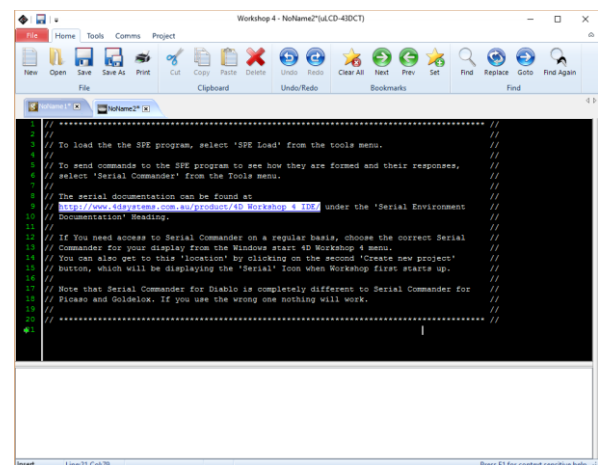 Workshop 4 - NoName2*(uLCD-43DCT)
File Home Tools Comms Project
New Open Save Save As Print Cut Copy Paste Delete Undo Redo Clear All Next Prev Set Find Replace Goto Find Again
File Clipboard Undo/Redo Bookmarks Find
NoName1* NoName2*
1 // ************************************************************************************ //
2 // //
3 // To load the the SPE program, select 'SPE Load' from the tools menu. //
4 // //
5 // To send commands to the SPE program to see how they are formed and their responses, //
6 // select 'Serial Commander' from the Tools menu. //
7 // //
8 // The serial documentation can be found at //
9 // http://www.4dsystems.com.au/product/4D Workshop 4 IDE/ under the 'Serial Environment //
10 // Documentation' Heading. //
11 // //
12 // If You need access to Serial Commander on a regular basis, choose the correct Serial //
13 // Commander for your display from the Windows start 4D Workshop 4 menu. //
14 // You can also get to this 'location' by clicking on the second 'Create new project' //
15 // button, which will be displaying the 'Serial' Icon when Workshop first starts up. //
16 // //
17 // Note that Serial Commander for Diablo is completely different to Serial Commander for //
18 // Picaso and Goldelox. If you use the wrong one nothing will work. //
19 // //
20 // ************************************************************************************ //
21
Insert Line:21 Col:79 Press F1 for context sensitive help